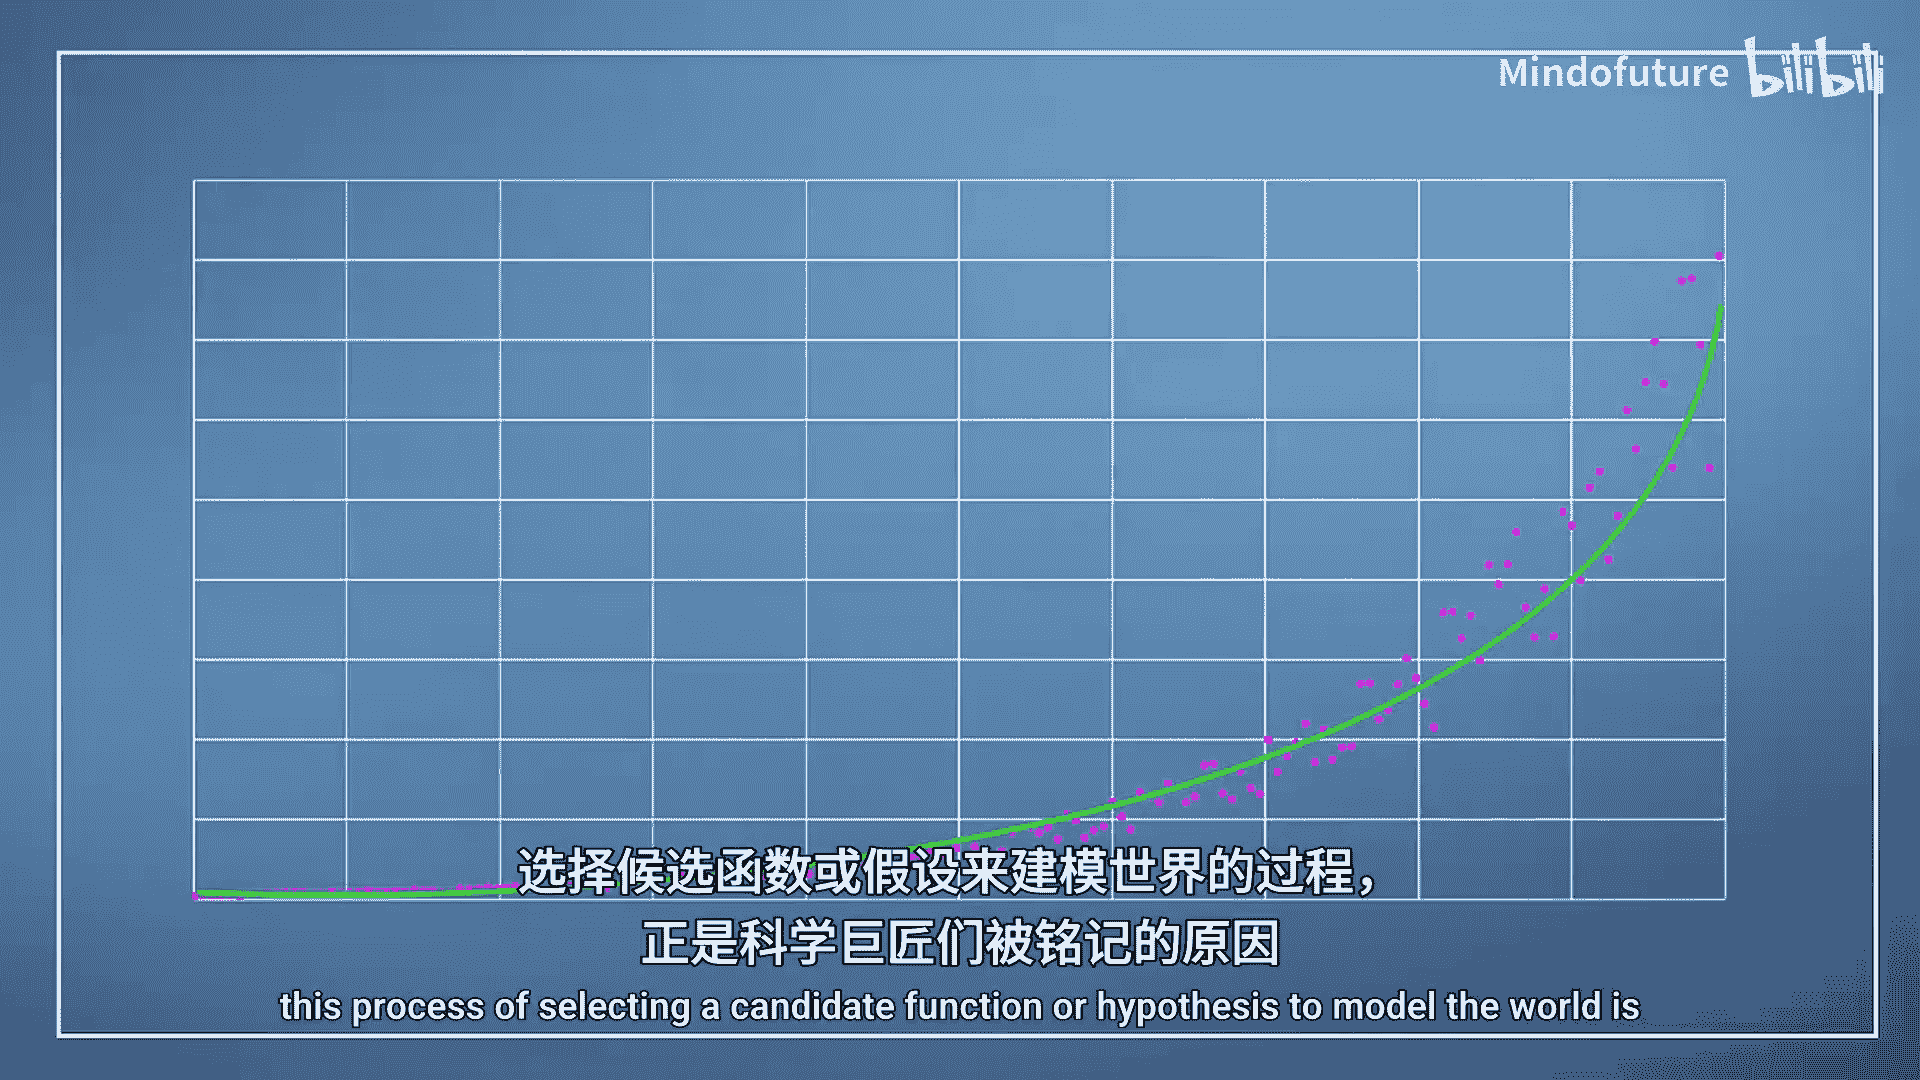 Mindofuture bilibili
选择候选函数或假设来建模世界的过程，
正是科学巨匠们被铭记的原因
this process of selecting a candidate function or hypothesis to model the world is